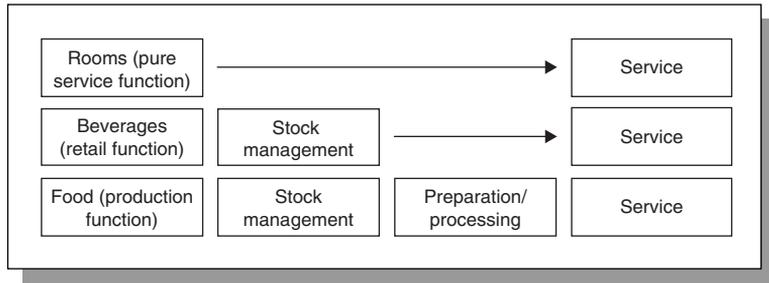 Rooms (pure
service function)
Service
Beverages
(retail function)
Stock
management
Service
Food (production
function)
Stock
management
Preparation/
processing
Service